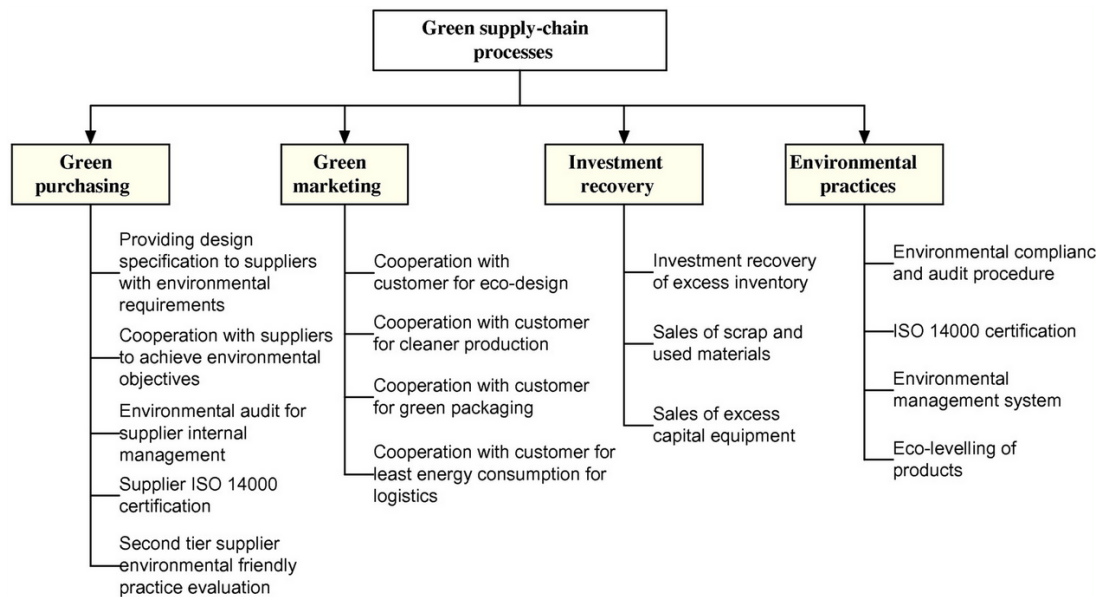 Green supply-chain
processes
Green
purchasing
Providing design
specification to suppliers
with environmental
requirements
Cooperation with suppliers
to achieve environmental
objectives
Environmental audit for
supplier internal
management
Supplier ISO 14000
certification
Second tier supplier
environmental friendly
practice evaluation
Green
marketing
Cooperation with
customer for eco-design
Cooperation with customer
for cleaner production
Cooperation with customer
for green packaging
Cooperation with customer for
least energy consumption for
logistics
Investment
recovery
Investment recovery
of excess inventory
Sales of scrap and
used materials
Sales of excess
capital equipment
Environmental
practices
Environmental complianc
and audit procedure
ISO 14000 certification
Environmental
management system
Eco-levelling of
products